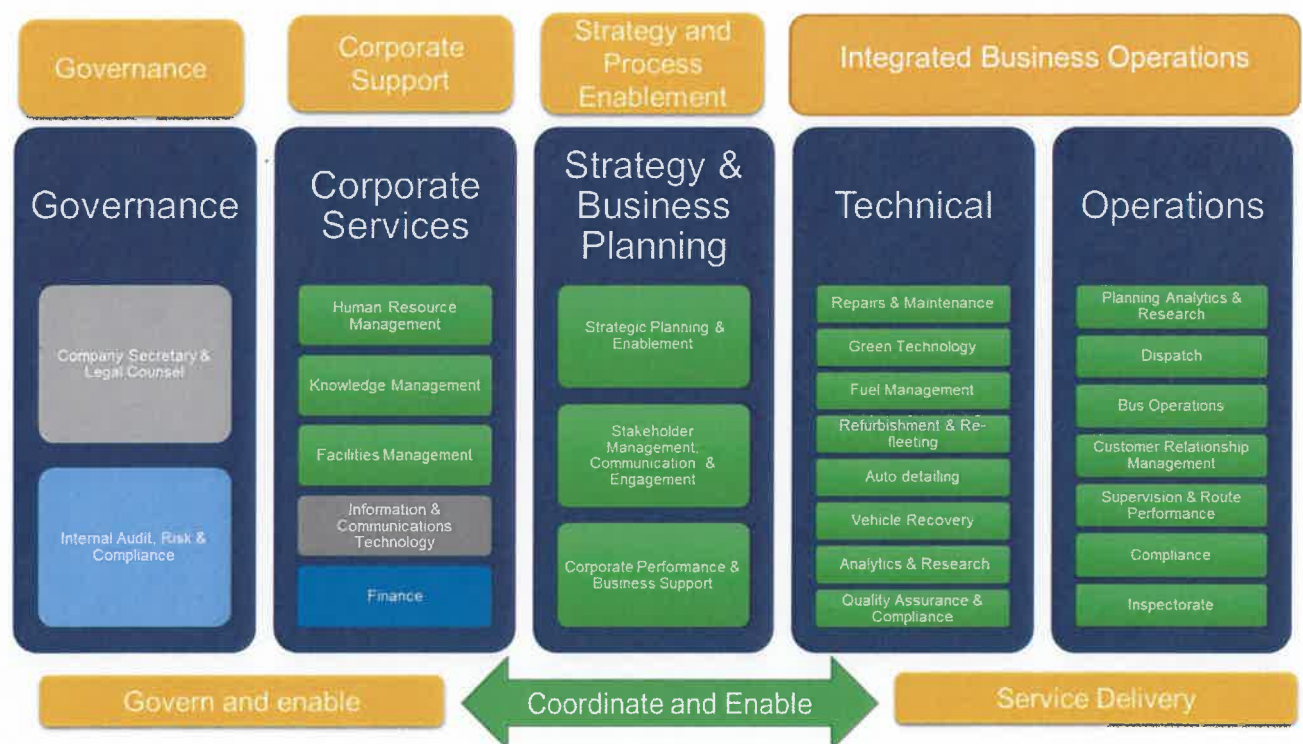 Governance
Corporate
Support
Strategy and
Process
Enablement
Integrated Business Operations
Governance
Company Secretary &
Legal Counsel
Internal Audit, Risk &
Compliance
Corporate
Services
Human Resource
Management
Knowledge Management
Facilities Management
Information &
Communications
Technology
Finance
Strategy &
Business
Planning
Strategic Planning &
Enablement
Stakeholder
Management,
Communication &
Engagement
Corporate Performance &
Business Support
Technical
Repairs & Maintenance
Green Technology
Fuel Management
Refurbishment & Re-
fleeting
Auto detailing
Vehicle Recovery
Analytics & Research
Quality Assurance &
Compliance
Operations
Planning Analytics &
Research
Dispatch
Bus Operations
Customer Relationship
Management
Supervision & Route
Performance
Compliance
Inspectorate
Govern and enable
Coordinate and Enable
Service Delivery